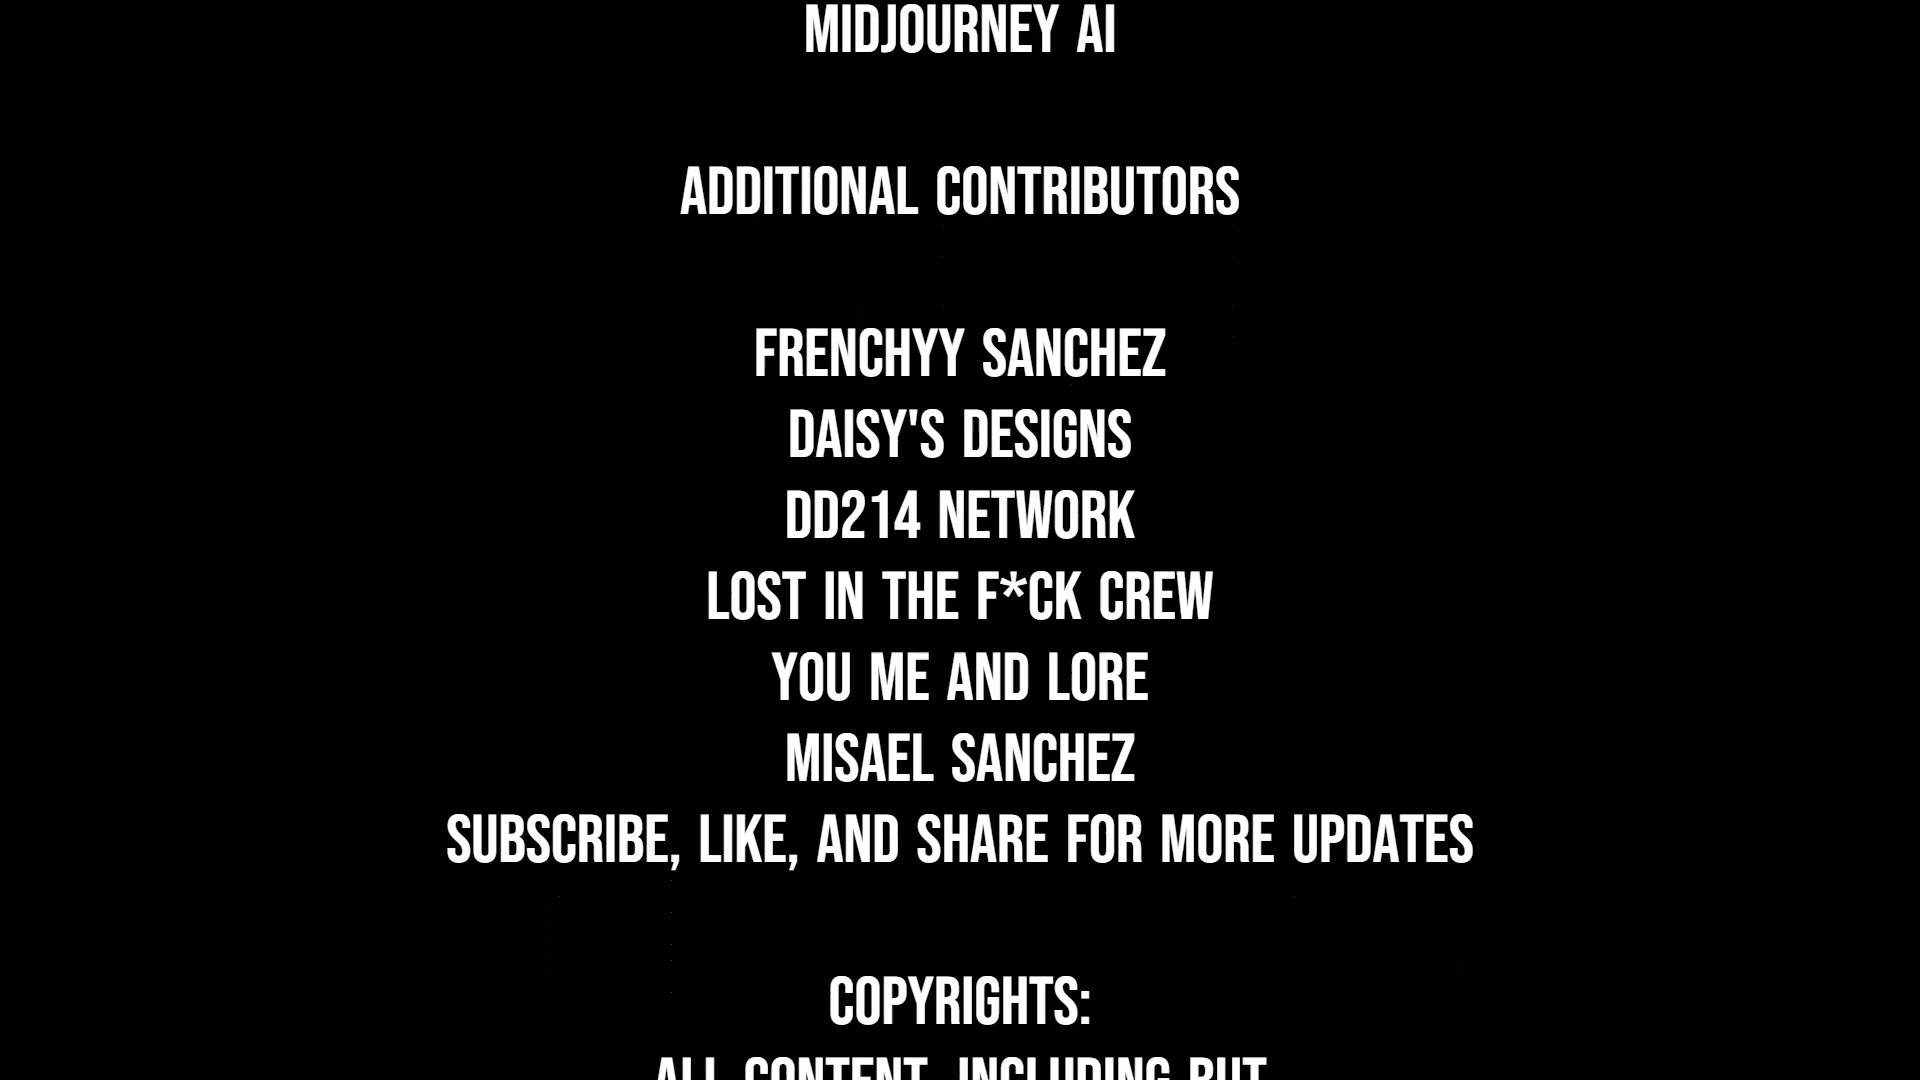 MIDJOURNEY AI
ADDITIONAL CONTRIBUTORS
FRENCHYY SANCHEZ
DAISY'S DESIGNS
DD214 NETWORK
LOST IN THE F*CK CREW
YOU ME AND LORE
MISAEL SANCHEZ
SUBSCRIBE, LIKE, AND SHARE FOR MORE UPDATES
COPYRIGHTS:
ALL CONTENT, INCLUDING BUT